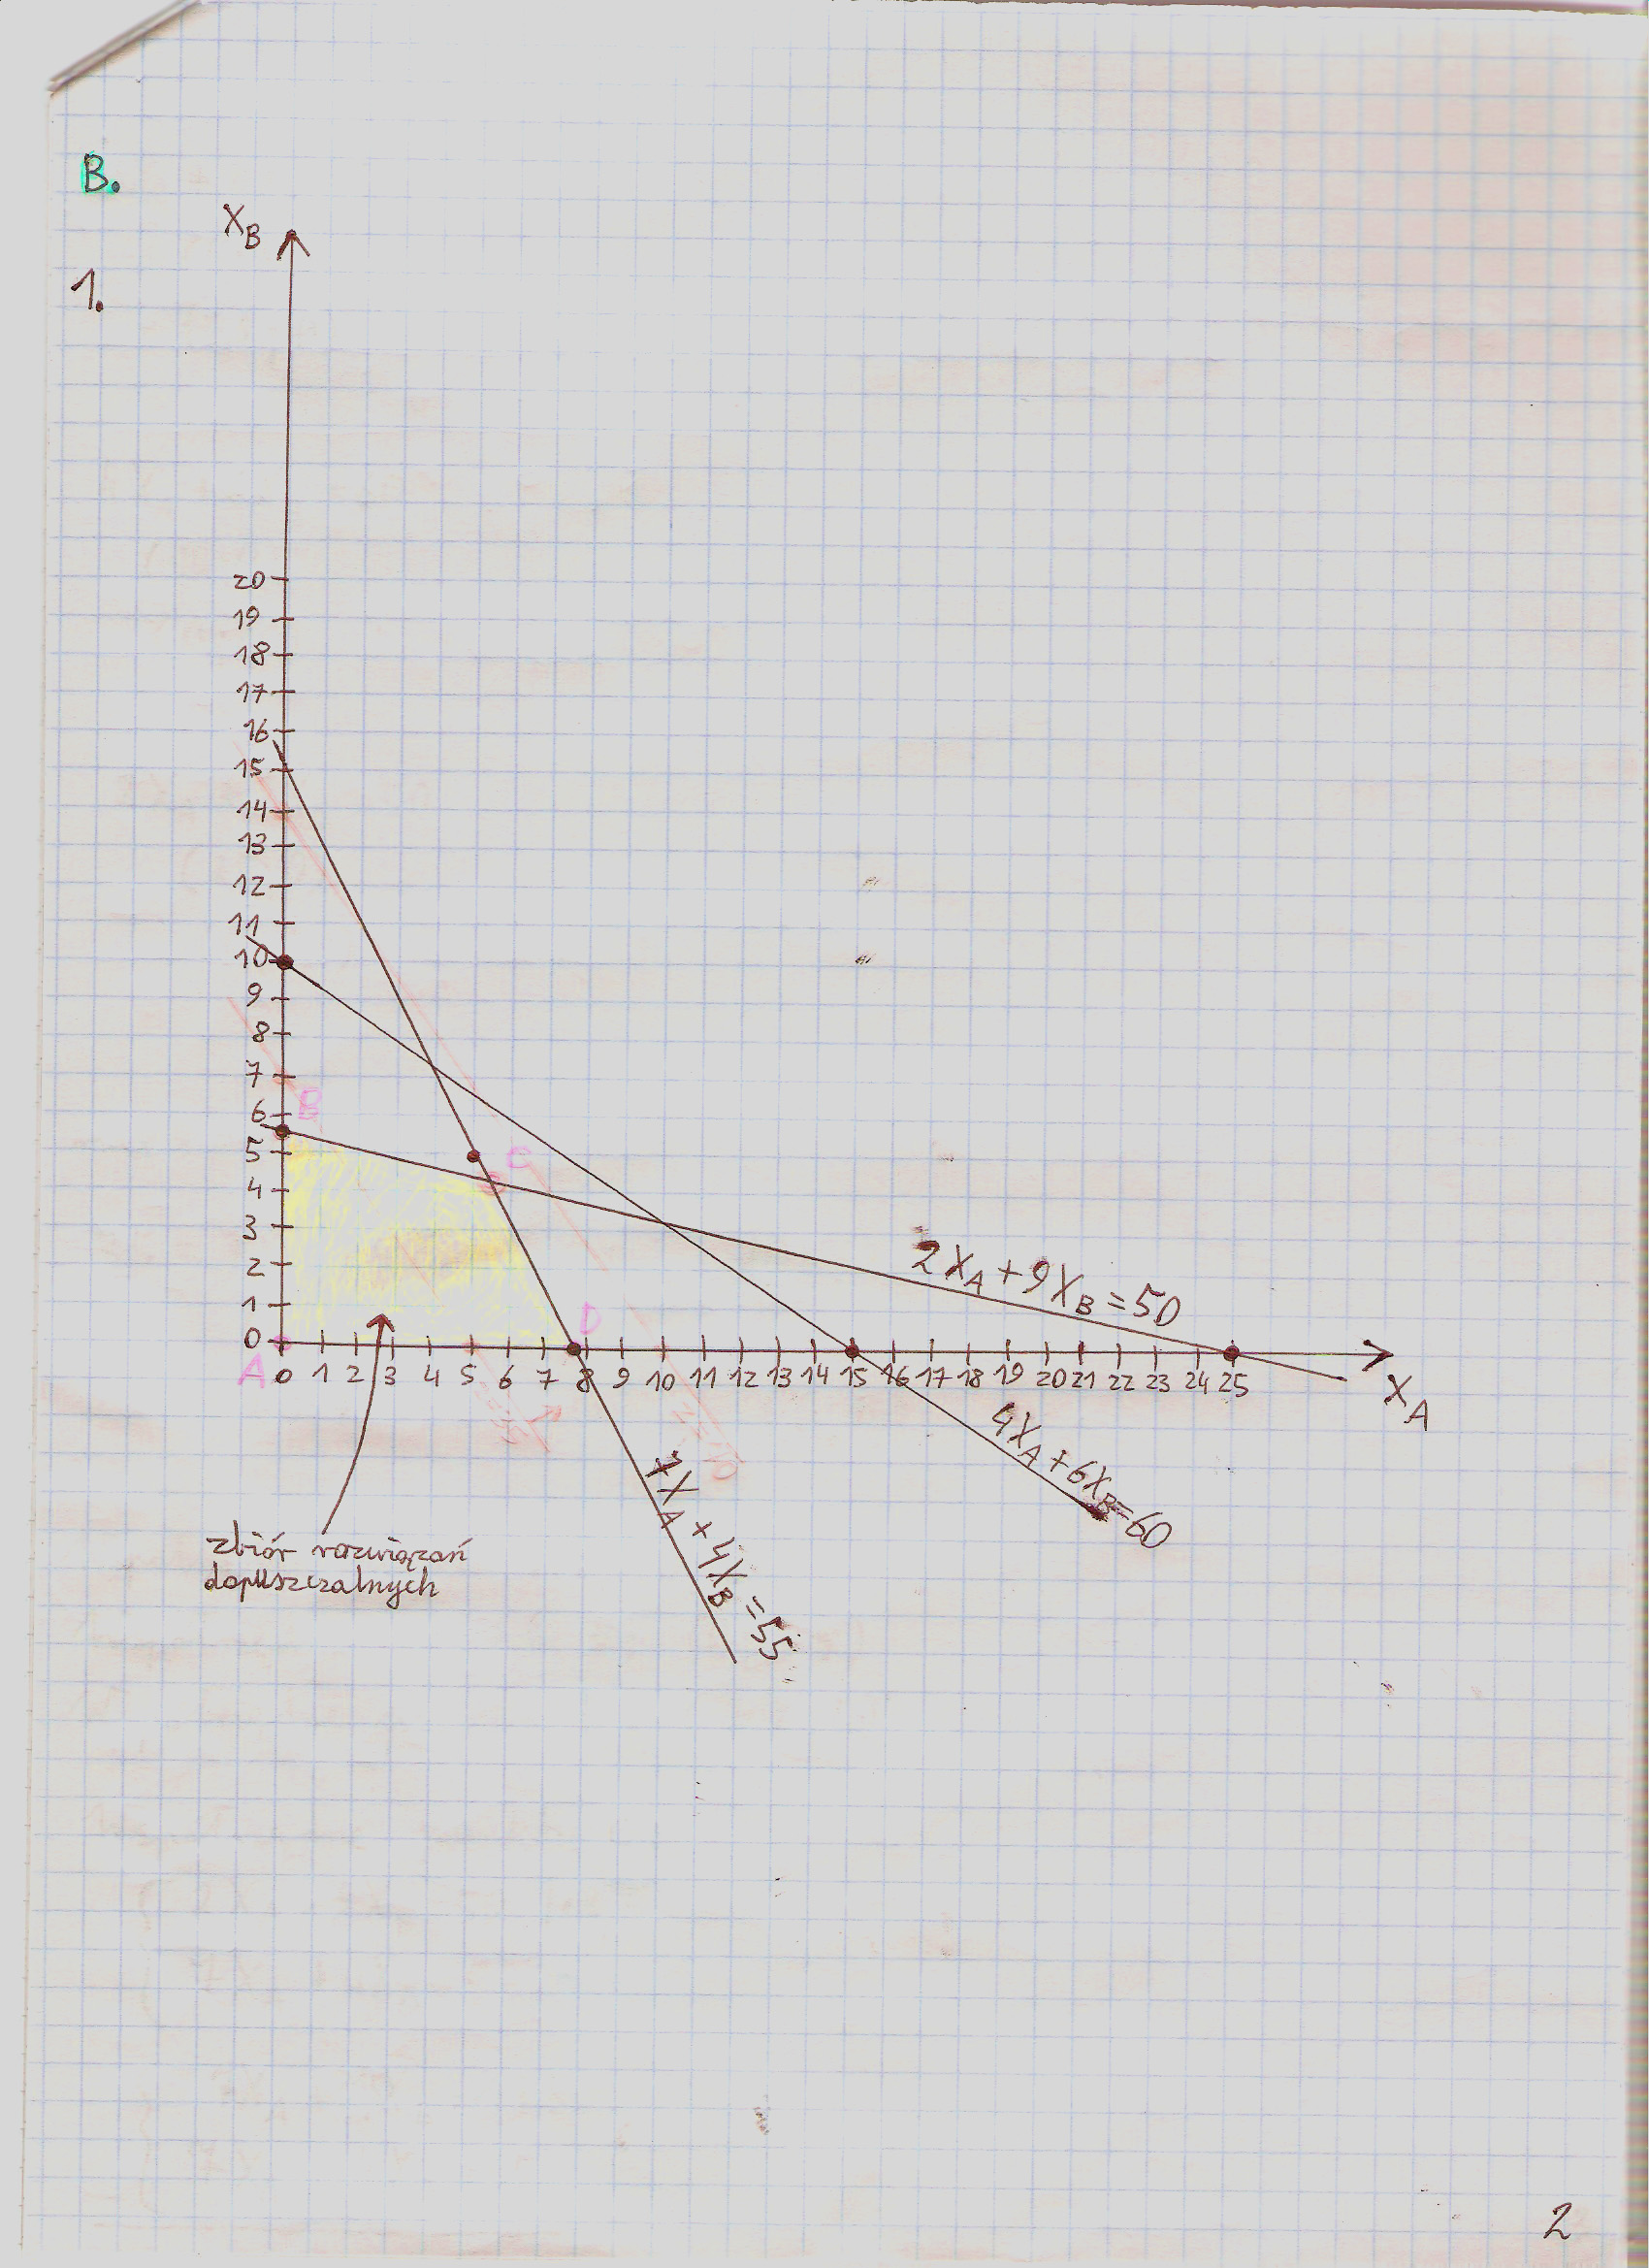 B.
X_B
1.
20
19
18
17
16
15
14
13
12
11
10
9
8
7
6
B
5
C
4
3
2
2X_A + 9X_B = 50
1
D
0
A 0 1 2 3 4 5 6 7 8 9 10 11 12 13 14 15 16 17 18 19 20 21 22 23 24 25
X_A
4X_A + 6X_B = 60
7X_A + 4X_B = 55
zbiór rozwiązań
dopuszczalnych
2